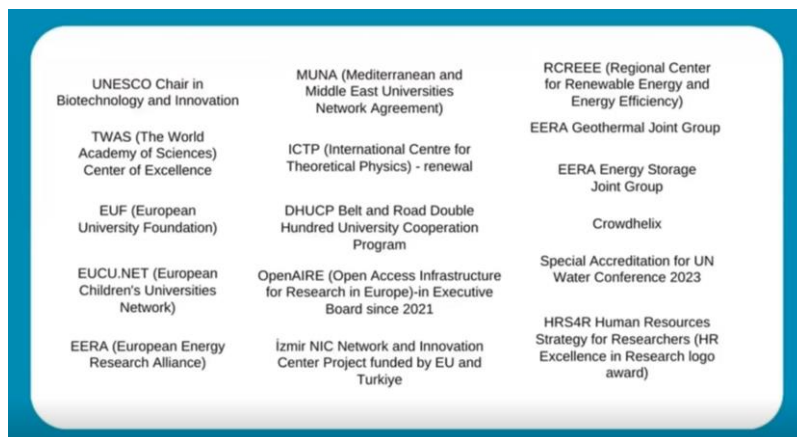 UNESCO Chair in
Biotechnology and Innovation
TWAS (The World
Academy of Sciences)
Center of Excellence
EUF (European
University Foundation)
EUCU.NET (European
Children's Universities
Network)
EERA (European Energy
Research Alliance)
MUNA (Mediterranean and
Middle East Universities
Network Agreement)
ICTP (International Centre for
Theoretical Physics) - renewal
DHUCP Belt and Road Double
Hundred University Cooperation
Program
OpenAIRE (Open Access Infrastructure
for Research in Europe)-in Executive
Board since 2021
İzmir NIC Network and Innovation
Center Project funded by EU and
Turkiye
RCREEE (Regional Center
for Renewable Energy and
Energy Efficiency)
EERA Geothermal Joint Group
EERA Energy Storage
Joint Group
Crowdhelix
Special Accreditation for UN
Water Conference 2023
HRS4R Human Resources
Strategy for Researchers (HR
Excellence in Research logo
award)